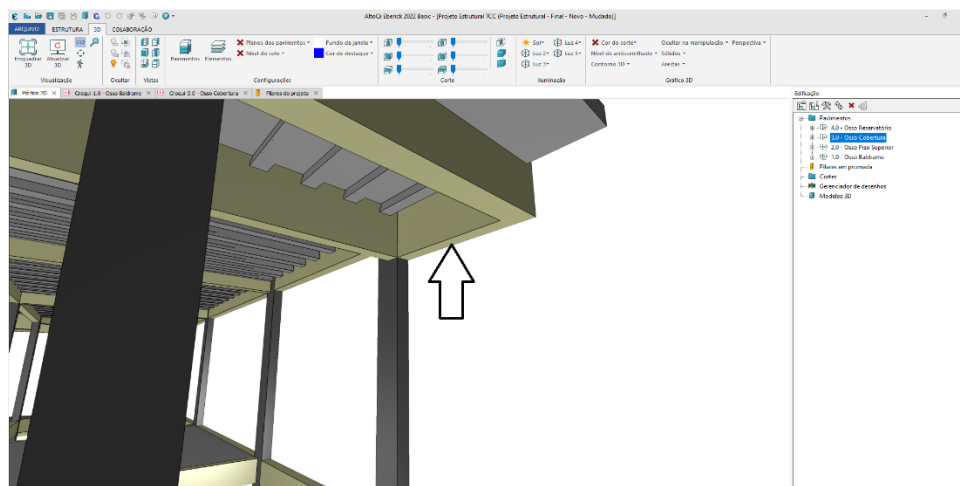 AltoQi Eberick 2022 Basic - [Projeto Estrutural TCC (Projeto Estrutural - Final - Novo - Mudado)]
ARQUIVO ESTRUTURA 3D COLABORAÇÃO
Enquadrar 3D
Atualizar 3D
Visualização
Ocultar
Vistas
Pavimentos
Elementos
Planos dos pavimentos
Nível do solo
Fundo da janela
Cor de destaque
Configurações
Corte
Sol
Luz 2
Luz 3
Luz 4
Luz 5
Iluminação
Cor do corte
Nível de antisserrilhado
Contorno 3D
Ocultar na manipulação
Sólidos
Arestas
Perspectiva
Gráfico 3D
Pórtico 3D
Croqui 1.0 - Osso Baldrame
Croqui 3.0 - Osso Cobertura
Pilares do projeto
Edificação
Pavimentos
4.0 - Osso Reservatório
3.0 - Osso Cobertura
2.0 - Osso Piso Superior
1.0 - Osso Baldrame
Pilares em prumada
Cortes
Gerenciador de desenhos
Modelos 3D